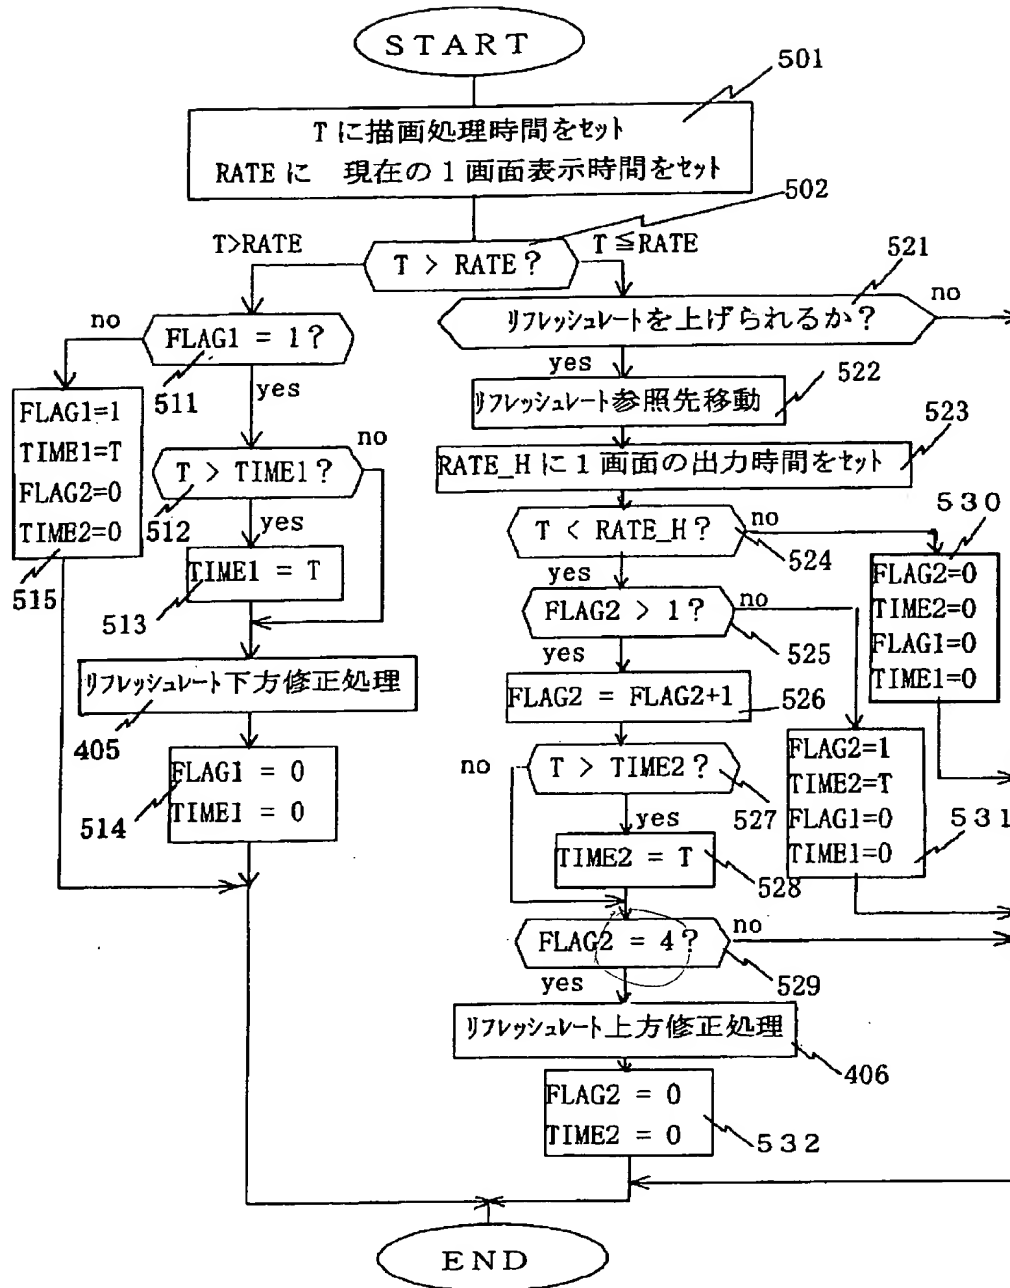 START
501
Tに描画処理時間をセット
RATEに 現在の1画面表示時間をセット
502
T>RATE
T > RATE?
T≦RATE
521
no
リフレッシュレートを上げられるか?
no
FLAG1 = 1?
511
yes
yes
リフレッシュレート参照先移動
522
FLAG1=1
TIME1=T
FLAG2=0
TIME2=0
515
no
T > TIME1?
512
yes
523
RATE_Hに1画面の出力時間をセット
TIME1 = T
513
T < RATE_H?
no
524
yes
530
FLAG2=0
TIME2=0
FLAG1=0
TIME1=0
FLAG2 > 1?
no
525
yes
リフレッシュレート下方修正処理
405
FLAG2 = FLAG2+1
526
FLAG1 = 0
TIME1 = 0
514
no
T > TIME2?
527
yes
FLAG2=1
TIME2=T
FLAG1=0
TIME1=0
531
TIME2 = T
528
FLAG2 = 4?
no
529
yes
リフレッシュレート上方修正処理
406
FLAG2 = 0
TIME2 = 0
532
END